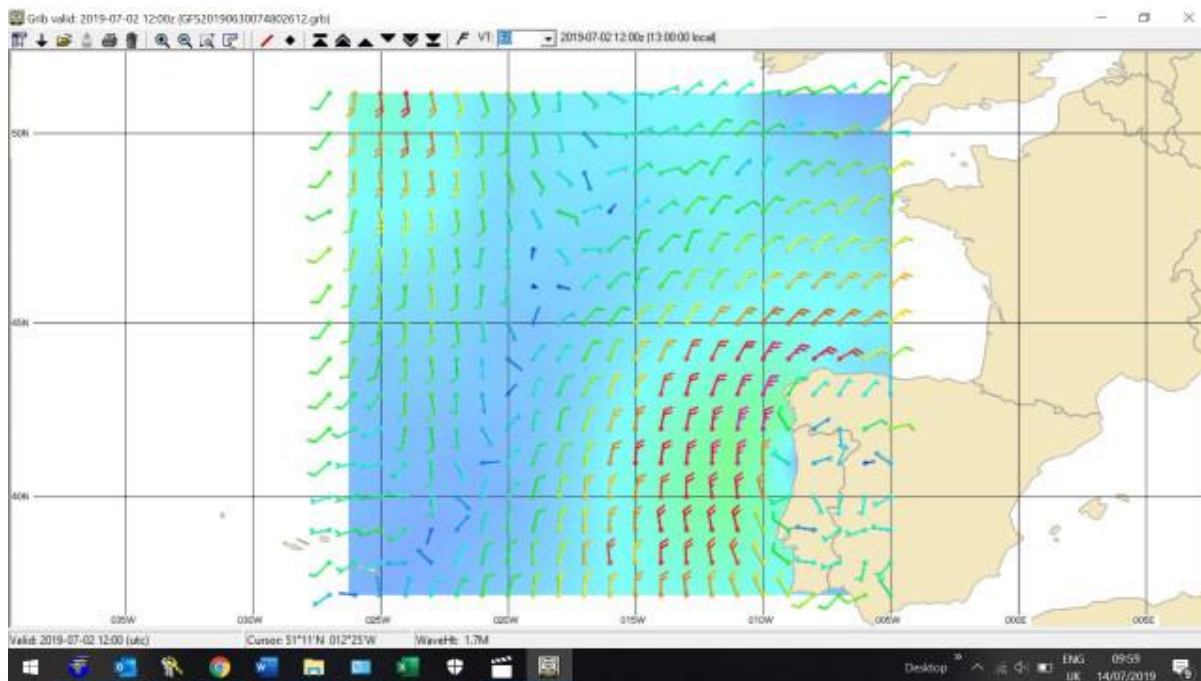 Grib valid: 2019-07-02 12:00z (GFS20190630074802612.grb)
VT: 2019-07-02 12:00z (13:00:00 local)
50N
45N
40N
035W 030W 025W 020W 015W 010W 005W 000E 005E
Valid: 2019-07-02 12:00 (utc) Cursor: 51°11'N 012°25'W WaveHt: 1.7M
Desktop ENG 09:59
UK 14/07/2019